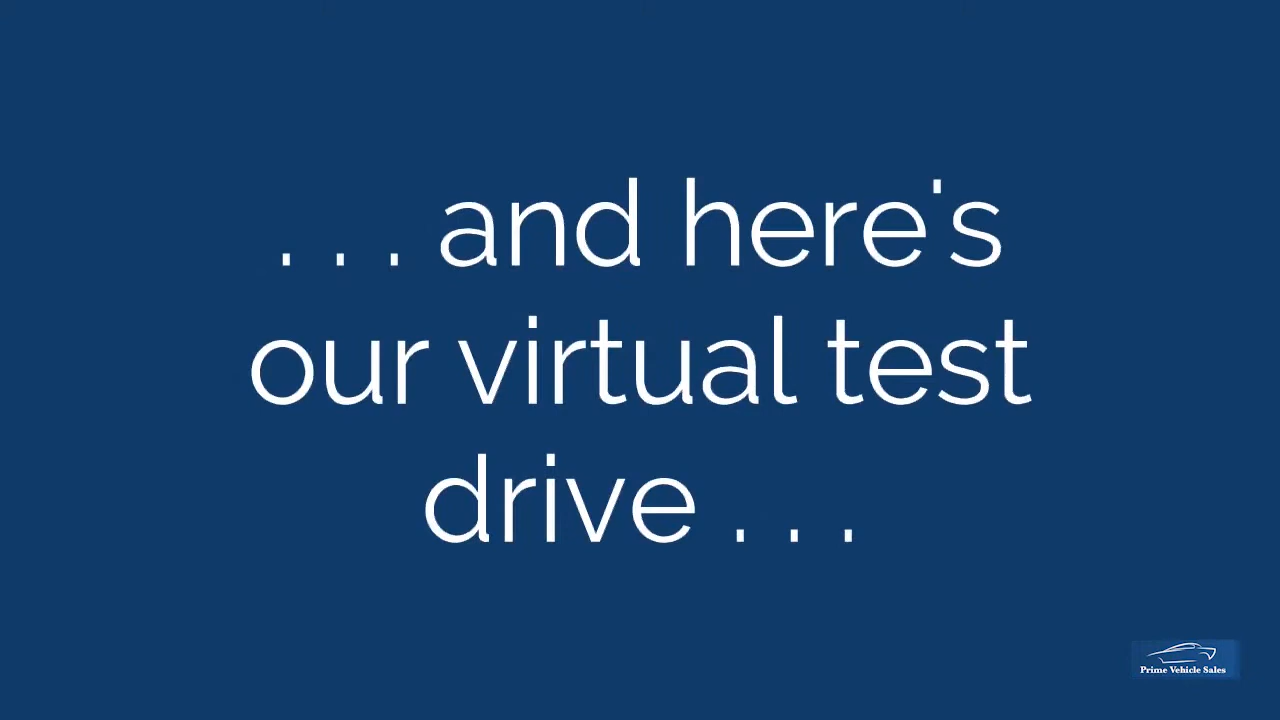 . . . and here's
our virtual test
drive . . .
Prime Vehicle Sales